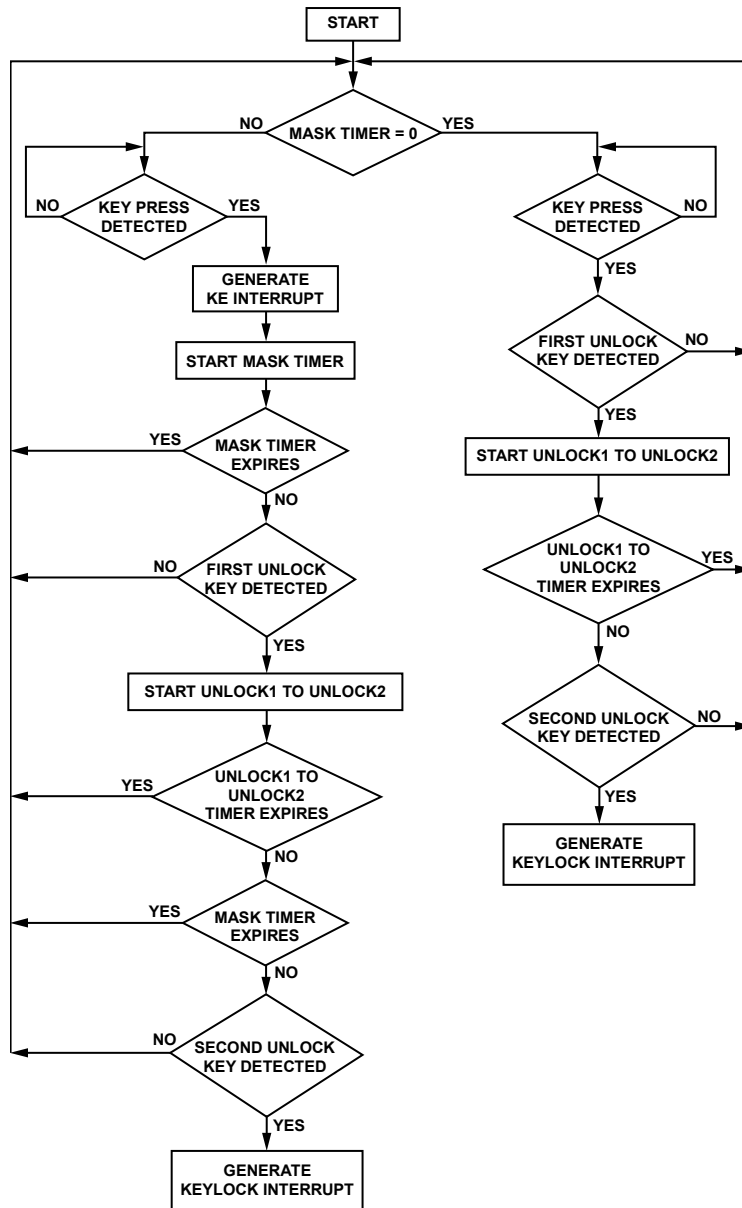 START
MASK TIMER = 0
NO
YES
KEY PRESS
DETECTED
NO
YES
GENERATE
KE INTERRUPT
START MASK TIMER
MASK TIMER
EXPIRES
YES
NO
FIRST UNLOCK
KEY DETECTED
NO
YES
START UNLOCK1 TO UNLOCK2
UNLOCK1 TO
UNLOCK2
TIMER EXPIRES
YES
NO
MASK TIMER
EXPIRES
YES
NO
SECOND UNLOCK
KEY DETECTED
NO
YES
GENERATE
KEYLOCK INTERRUPT
KEY PRESS
DETECTED
NO
YES
FIRST UNLOCK
KEY DETECTED
NO
YES
START UNLOCK1 TO UNLOCK2
UNLOCK1 TO
UNLOCK2
TIMER EXPIRES
YES
NO
SECOND UNLOCK
KEY DETECTED
NO
YES
GENERATE
KEYLOCK INTERRUPT